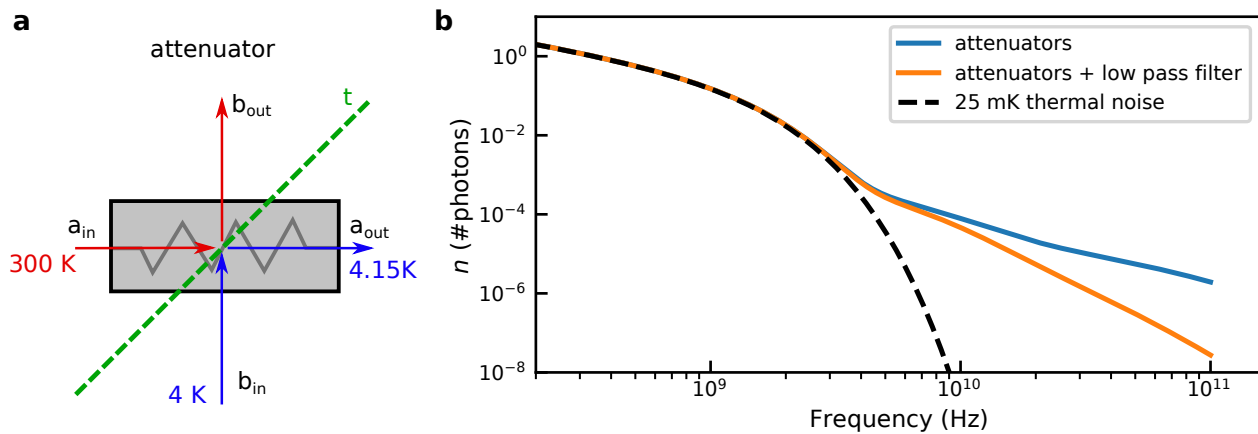 a
attenuator
b_out
t
a_in
a_out
300 K
4.15K
4 K
b_in
b
attenuators
attenuators + low pass filter
25 mK thermal noise
n (#photons)
10^0
10^-2
10^-4
10^-6
10^-8
10^9
10^10
10^11
Frequency (Hz)